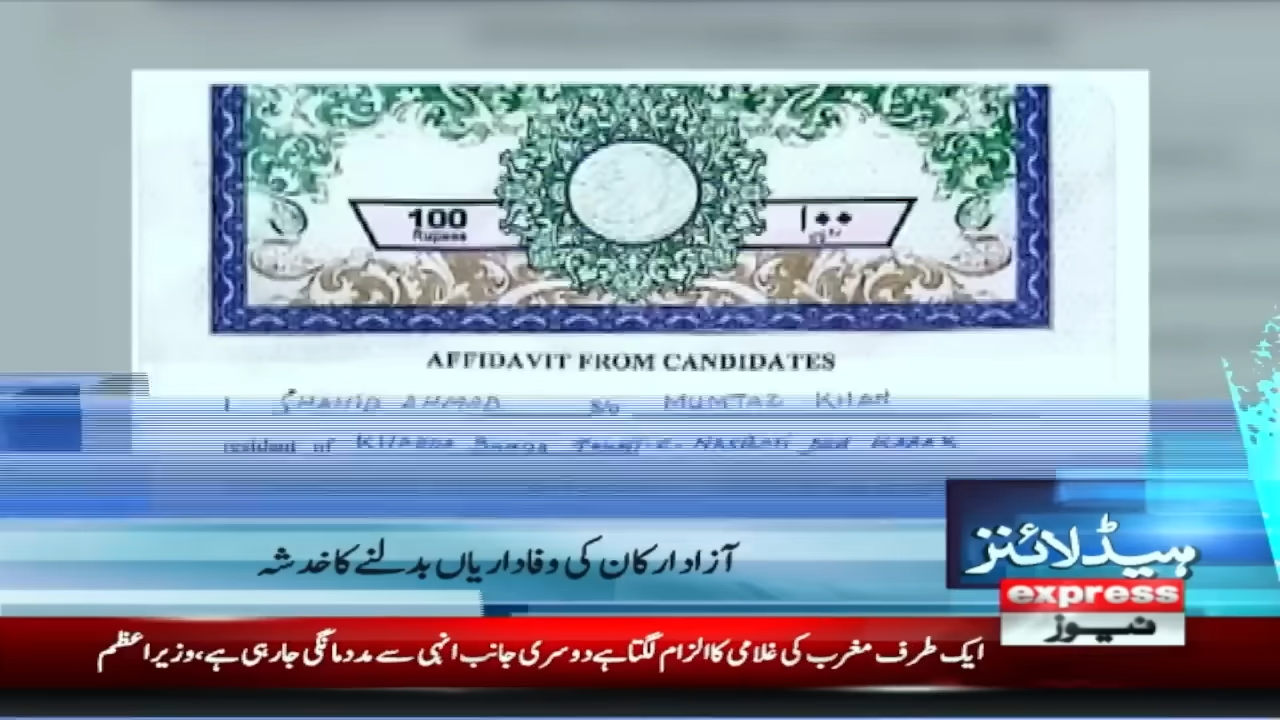 100
Rupees
۱۰۰
AFFIDAVIT FROM CANDIDATES
I SHAHID AHMAD S/o MUMTAZ KHAN
resident of KARAK
آزاد ارکان کی وفاداریاں بدلنے کا خدشہ
ہیڈلائنز
express
نیوز
ایک طرف مغرب کی غلامی کا الزام لگتا ہے دوسری جانب انہی سے مدد مانگی جارہی ہے، وزیراعظم